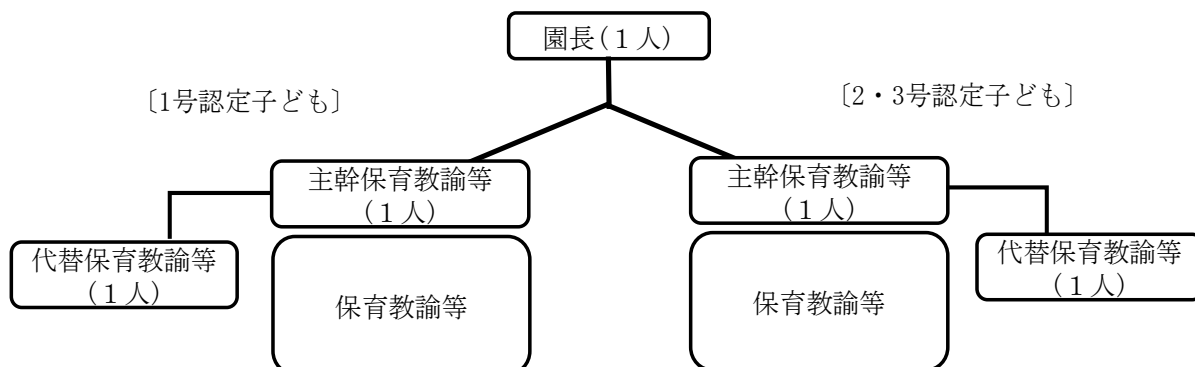 園長(１人)
〔1号認定子ども〕
〔2・3号認定子ども〕
主幹保育教諭等
(１人)
主幹保育教諭等
(１人)
代替保育教諭等
(１人)
保育教諭等
保育教諭等
代替保育教諭等
(１人)